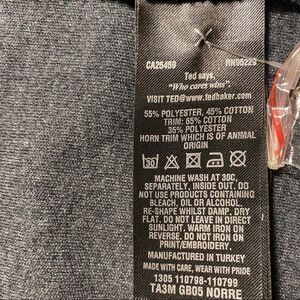 CA25459 RN95229
Ted says,
"Who cares wins".
VISIT TED@WWW.tedbaker.com
55% POLYESTER, 45% COTTON
TRIM: 65% COTTON
35% POLYESTER
HORN TRIM WHICH IS OF ANIMAL
ORIGIN
30
MACHINE WASH AT 30C,
SEPARATELY, INSIDE OUT. DO
NOT USE PRODUCTS CONTAINING
BLEACH, OIL OR ALCOHOL.
RE-SHAPE WHILST DAMP, DRY
FLAT. DO NOT LEAVE IN DIRECT
SUNLIGHT. WARM IRON ON
REVERSE. DO NOT IRON ON
PRINT/EMBROIDERY.
MANUFACTURED IN TURKEY
MADE WITH CARE, WEAR WITH PRIDE
1305 110798-110799
TA3M GB05 NORRE